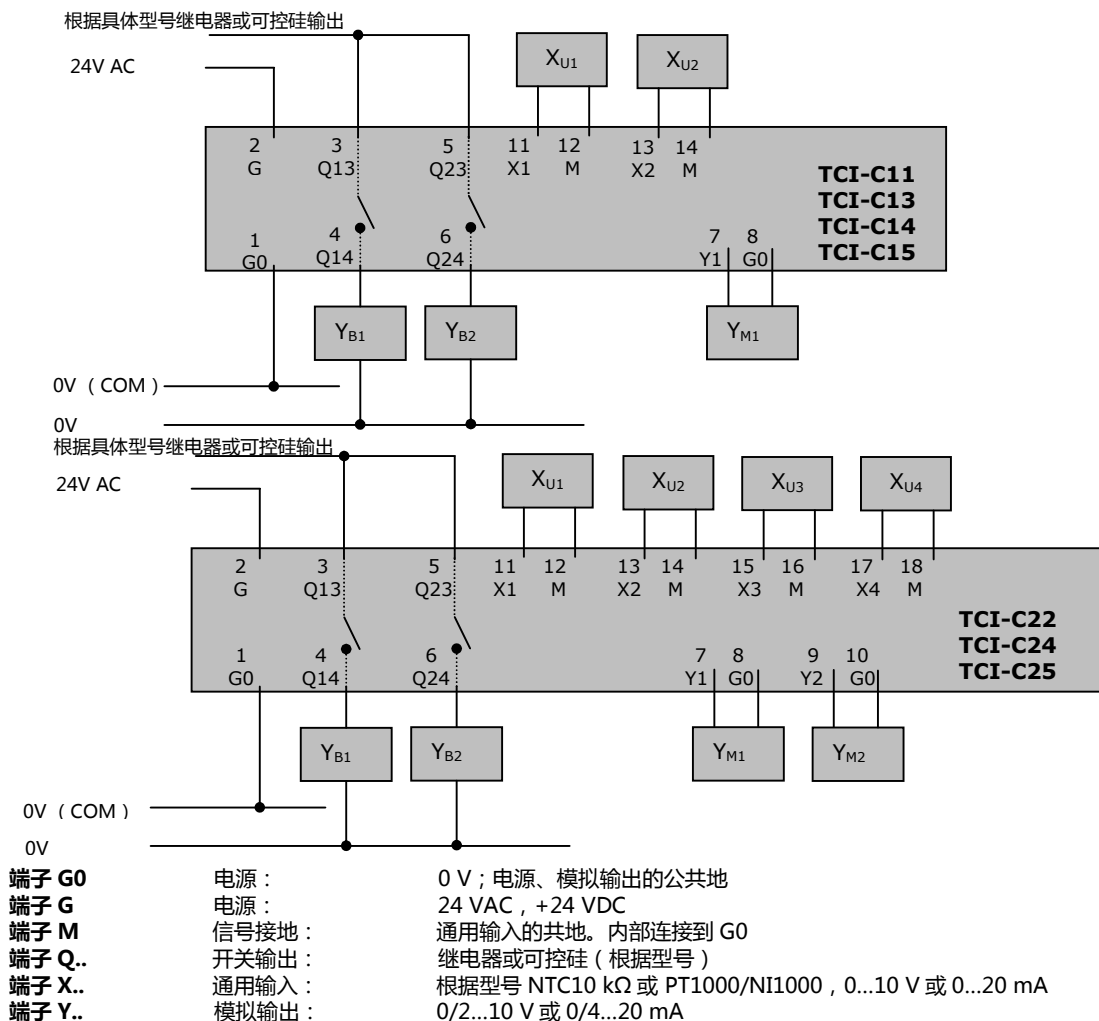 根据具体型号继电器或可控硅输出
24V AC
XU1 XU2
2 3 5 11 12 13 14
G Q13 Q23 X1 M X2 M
TCI-C11
TCI-C13
TCI-C14
TCI-C15
1 4 6 7 8
G0 Q14 Q24 Y1 G0
YB1 YB2 YM1
0V（COM）
0V
根据具体型号继电器或可控硅输出
24V AC
XU1 XU2 XU3 XU4
2 3 5 11 12 13 14 15 16 17 18
G Q13 Q23 X1 M X2 M X3 M X4 M
TCI-C22
TCI-C24
TCI-C25
1 4 6 7 8 9 10
G0 Q14 Q24 Y1 G0 Y2 G0
YB1 YB2 YM1 YM2
0V（COM）
0V
端子 G0 电源： 0 V；电源、模拟输出的公共地
端子 G 电源： 24 VAC，+24 VDC
端子 M 信号接地： 通用输入的共地。内部连接到 G0
端子 Q.. 开关输出： 继电器或可控硅（根据型号）
端子 X.. 通用输入： 根据型号 NTC10 kΩ 或 PT1000/NI1000，0...10 V 或 0...20 mA
端子 Y.. 模拟输出： 0/2...10 V 或 0/4...20 mA